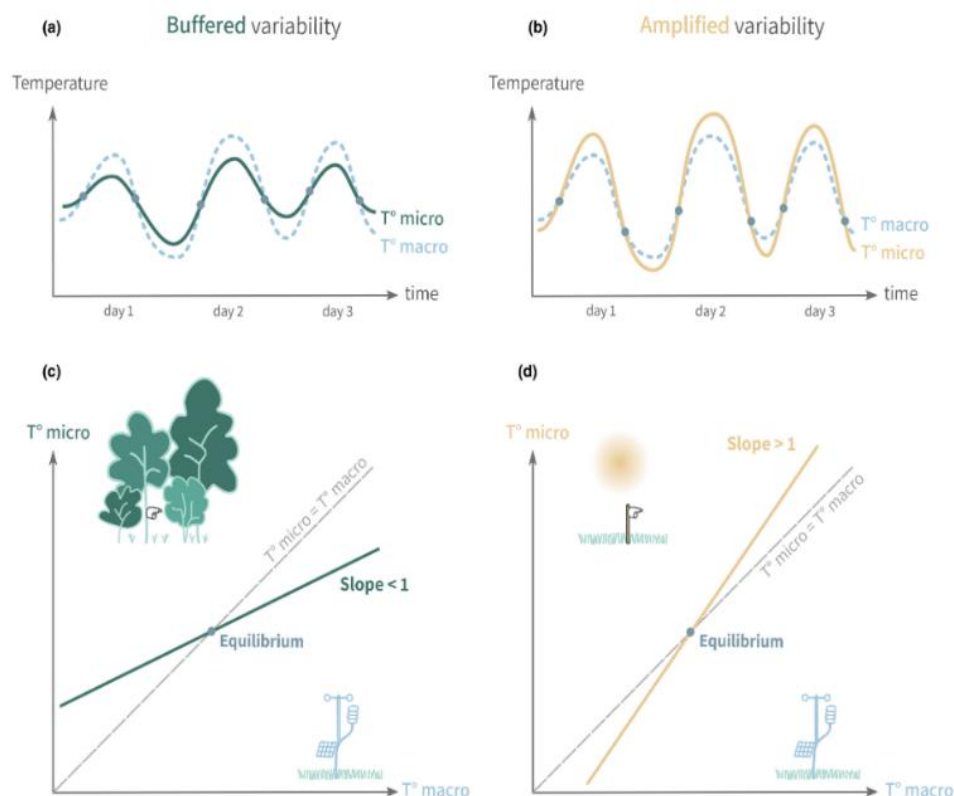 (a) Buffered variability
Temperature
T° micro
T° macro
time
day 1 day 2 day 3
(b) Amplified variability
Temperature
T° macro
T° micro
time
day 1 day 2 day 3
(c)
T° micro
T° micro = T° macro
Slope < 1
Equilibrium
T° macro
(d)
T° micro
Slope > 1
T° micro = T° macro
Equilibrium
T° macro